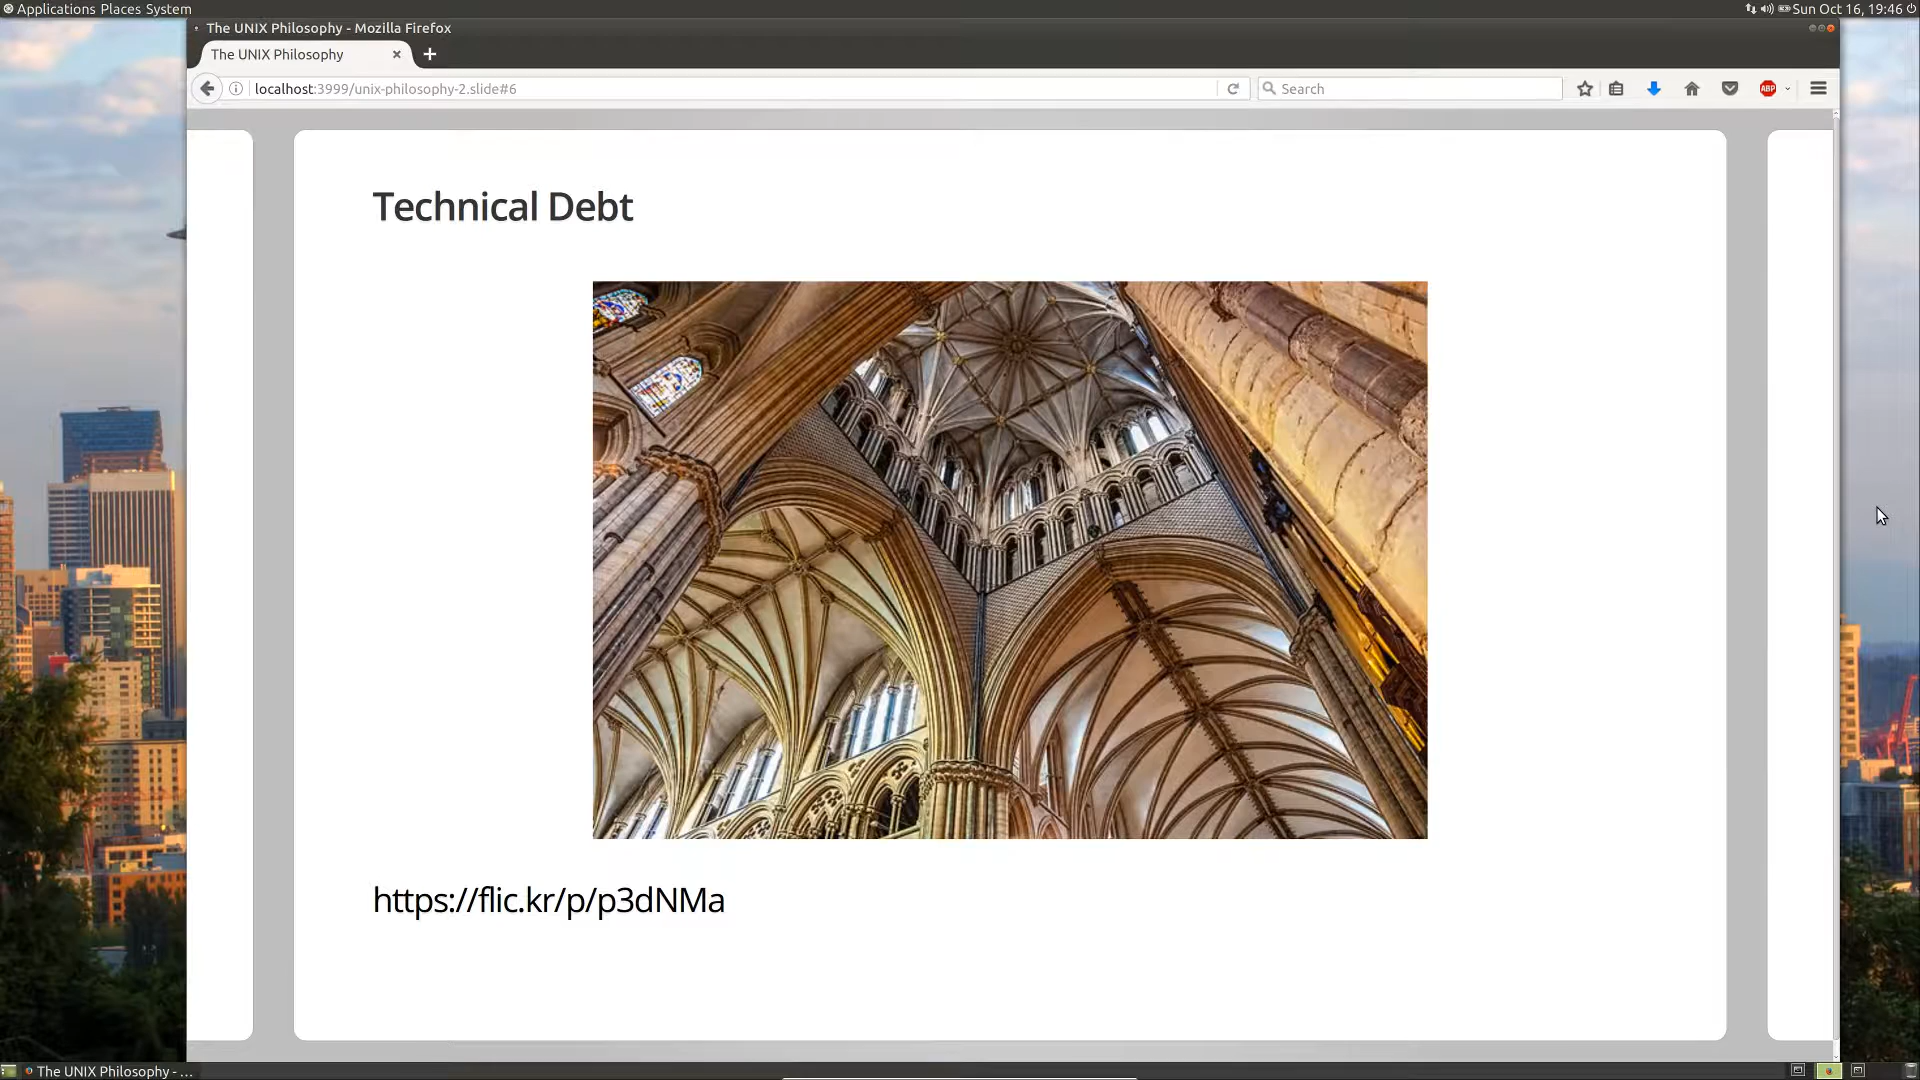 Applications Places System
Sun Oct 16, 19:46
The UNIX Philosophy - Mozilla Firefox
The UNIX Philosophy
localhost:3999/unix-philosophy-2.slide#6
Search
ABP
Technical Debt
https://flic.kr/p/p3dNMa
The UNIX Philosophy - ...